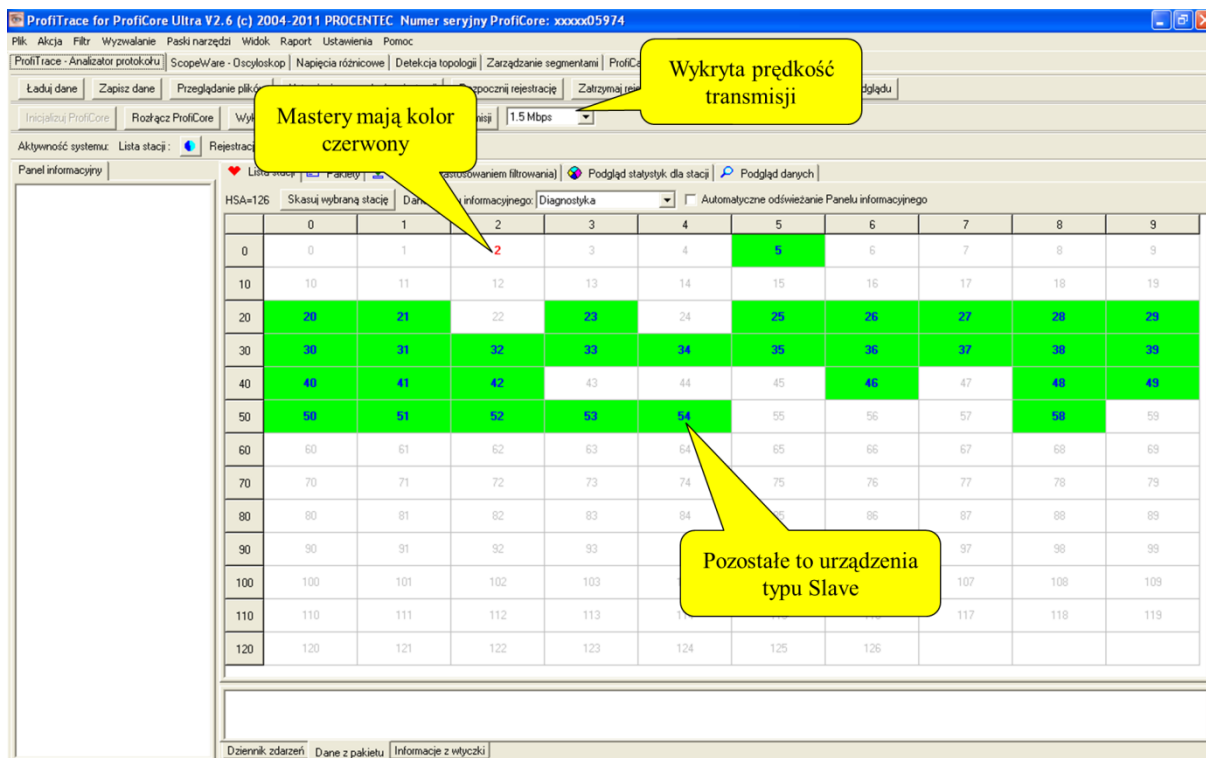 ProfiTrace for ProfiCore Ultra V2.6 (c) 2004-2011 PROCENTEC Numer seryjny ProfiCore: xxxxx05974
Plik Akcja Filtr Wyzwalanie Paski narzędzi Widok Raport Ustawienia Pomoc
ProfiTrace - Analizator protokołu ScopeWare - Oscyloskop Napięcia różnicowe Detekcja topologii Zarządzanie segmentami
Wykryta prędkość
transmisji
Ładuj dane Zapisz dane Przeglądanie plików Zatrzymaj
Mastery mają kolor
czerwony
Inicjalizuj ProfiCore Rozłącz ProfiCore 1.5 Mbps
Aktywność systemu: Lista stacji:
Panel informacyjny Podgląd statystyk dla stacji Podgląd danych
HSA=126 Skasuj wybraną stację informacyjnego: Diagnostyka Automatyczne odświeżanie Panelu informacyjnego
0 1 2 3 4 5 6 7 8 9
0 0 1 2 3 4 5 6 7 8 9
10 10 11 12 13 14 15 16 17 18 19
20 20 21 22 23 24 25 26 27 28 29
30 30 31 32 33 34 35 36 37 38 39
40 40 41 42 43 44 45 46 47 48 49
50 50 51 52 53 54 55 56 57 58 59
60 60 61 62 63 64 65 66 67 68 69
70 70 71 72 73 74 75 76 77 78 79
80 80 81 82 83 84 85 86 87 88 89
90 90 91 92 93 97 98 99
Pozostałe to urządzenia
typu Slave
100 100 101 102 103 107 108 109
110 110 111 112 113 117 118 119
120 120 121 122 123 124 125 126
Dziennik zdarzeń Dane z pakietu Informacje z wtyczki